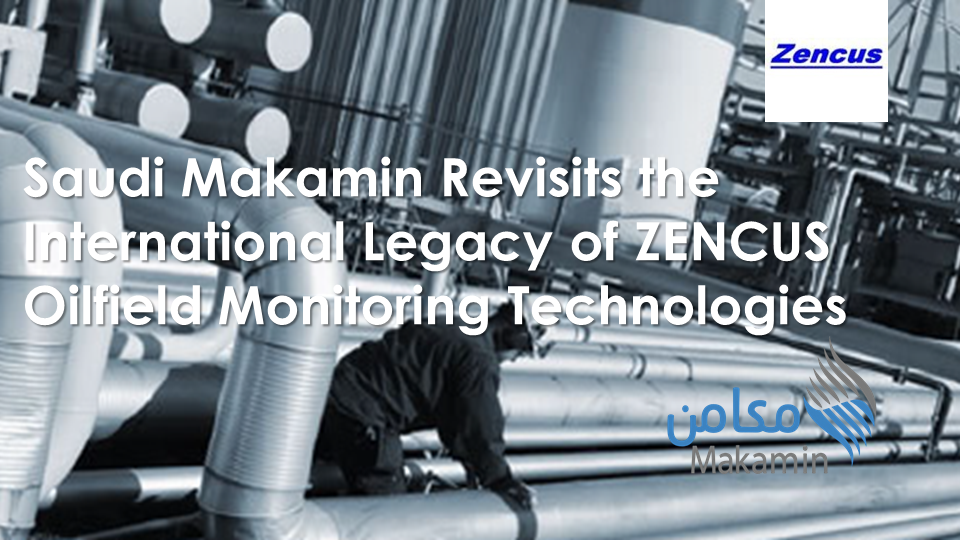 Zencus
Saudi Makamin Revisits the
International Legacy of ZENCUS
Oilfield Monitoring Technologies
مكامن
Makamin